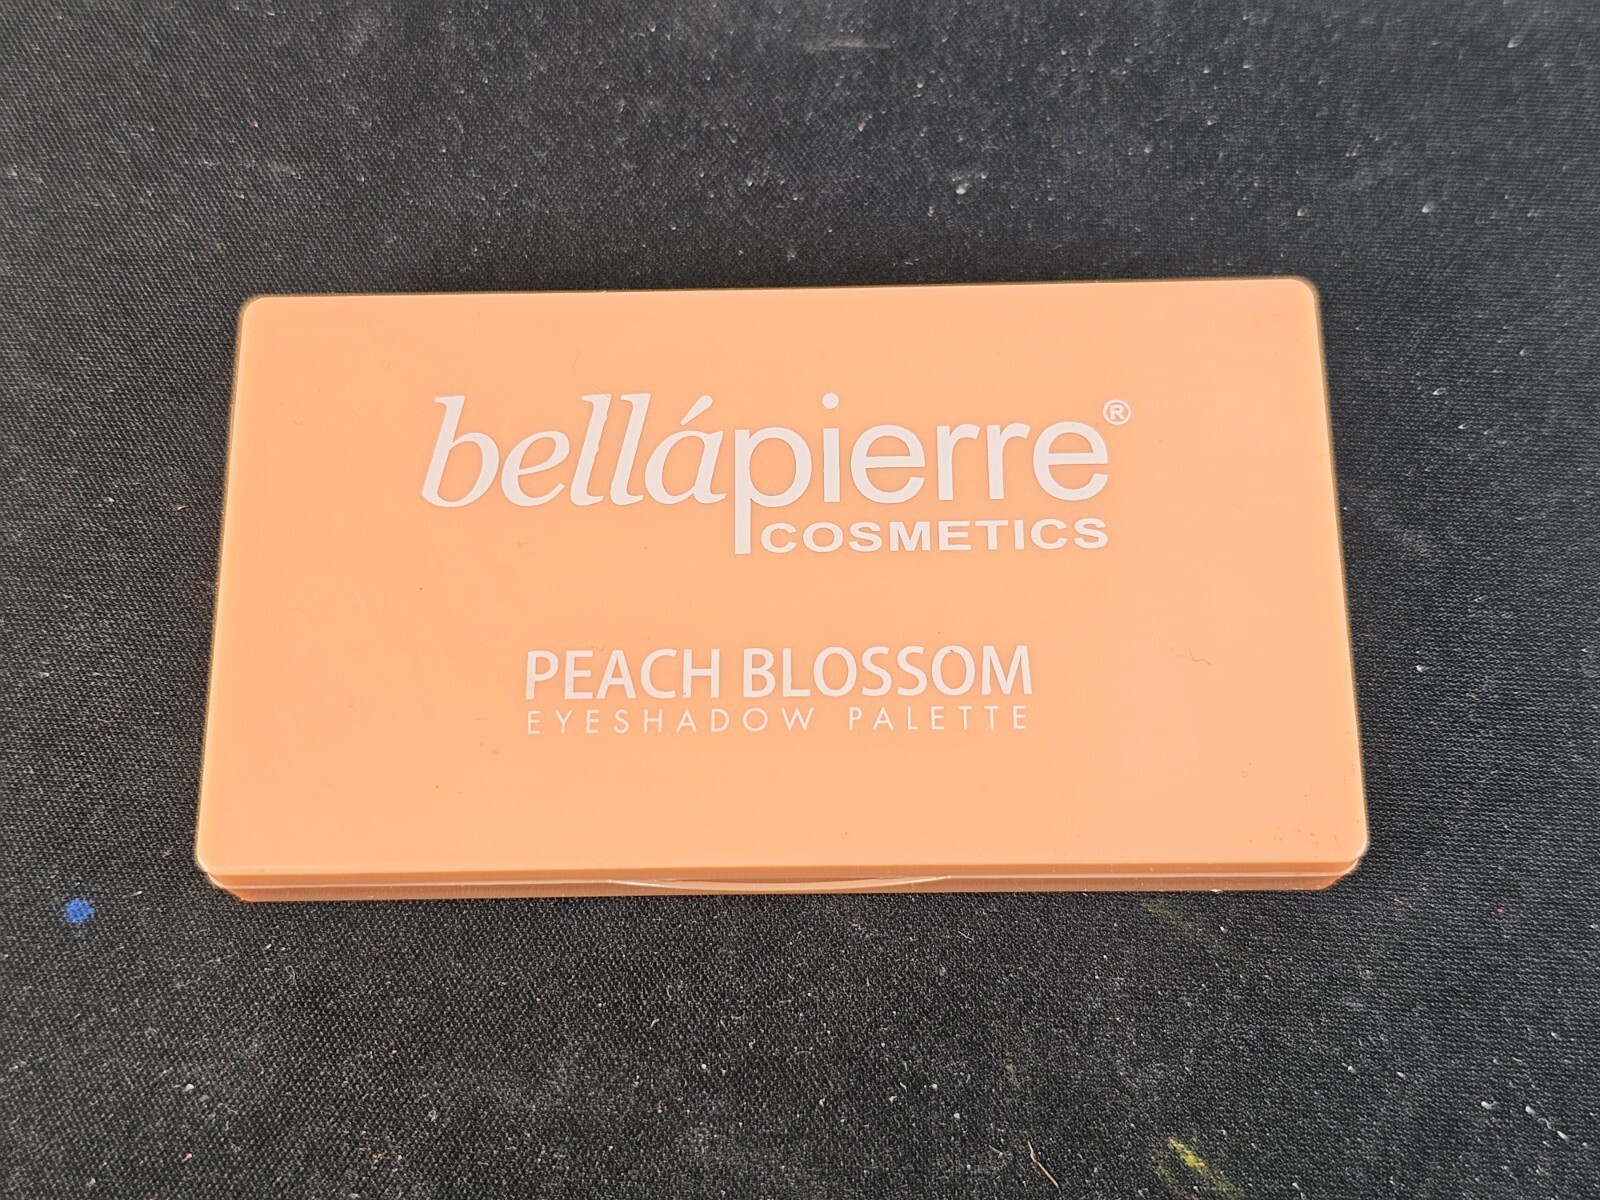 bellápierre®
COSMETICS
PEACH BLOSSOM
EYESHADOW PALETTE